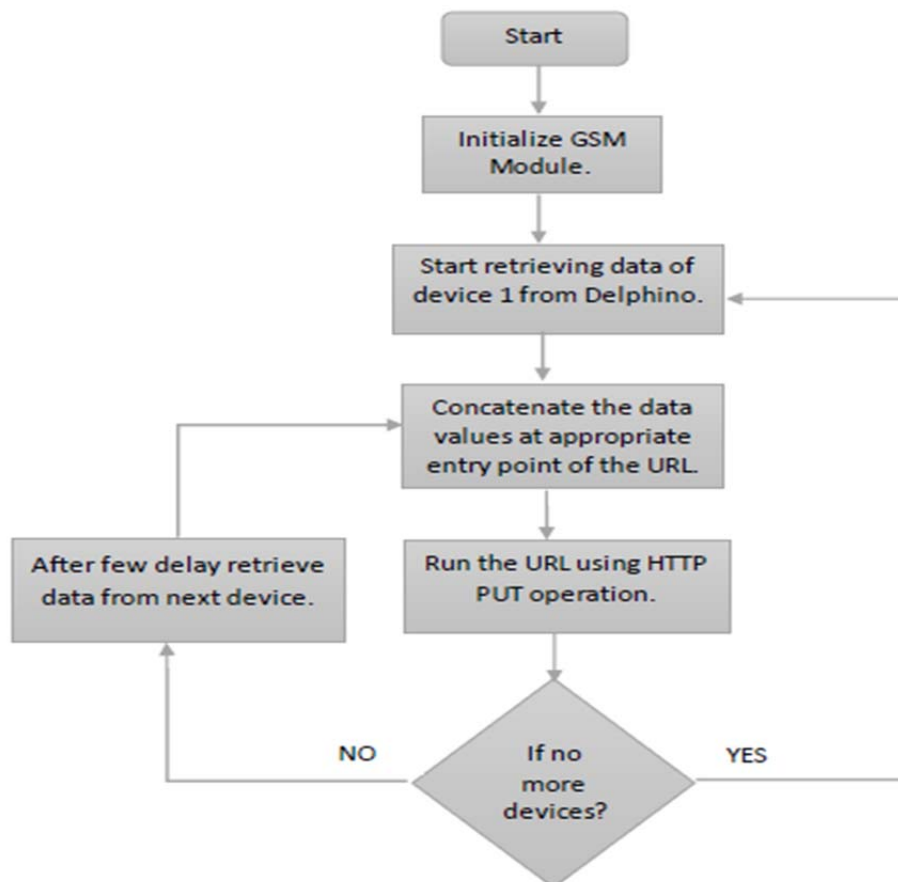 Start
Initialize GSM
Module.
Start retrieving data of
device 1 from Delphino.
Concatenate the data
values at appropriate
entry point of the URL.
After few delay retrieve
data from next device.
Run the URL using HTTP
PUT operation.
NO
If no
more
devices?
YES